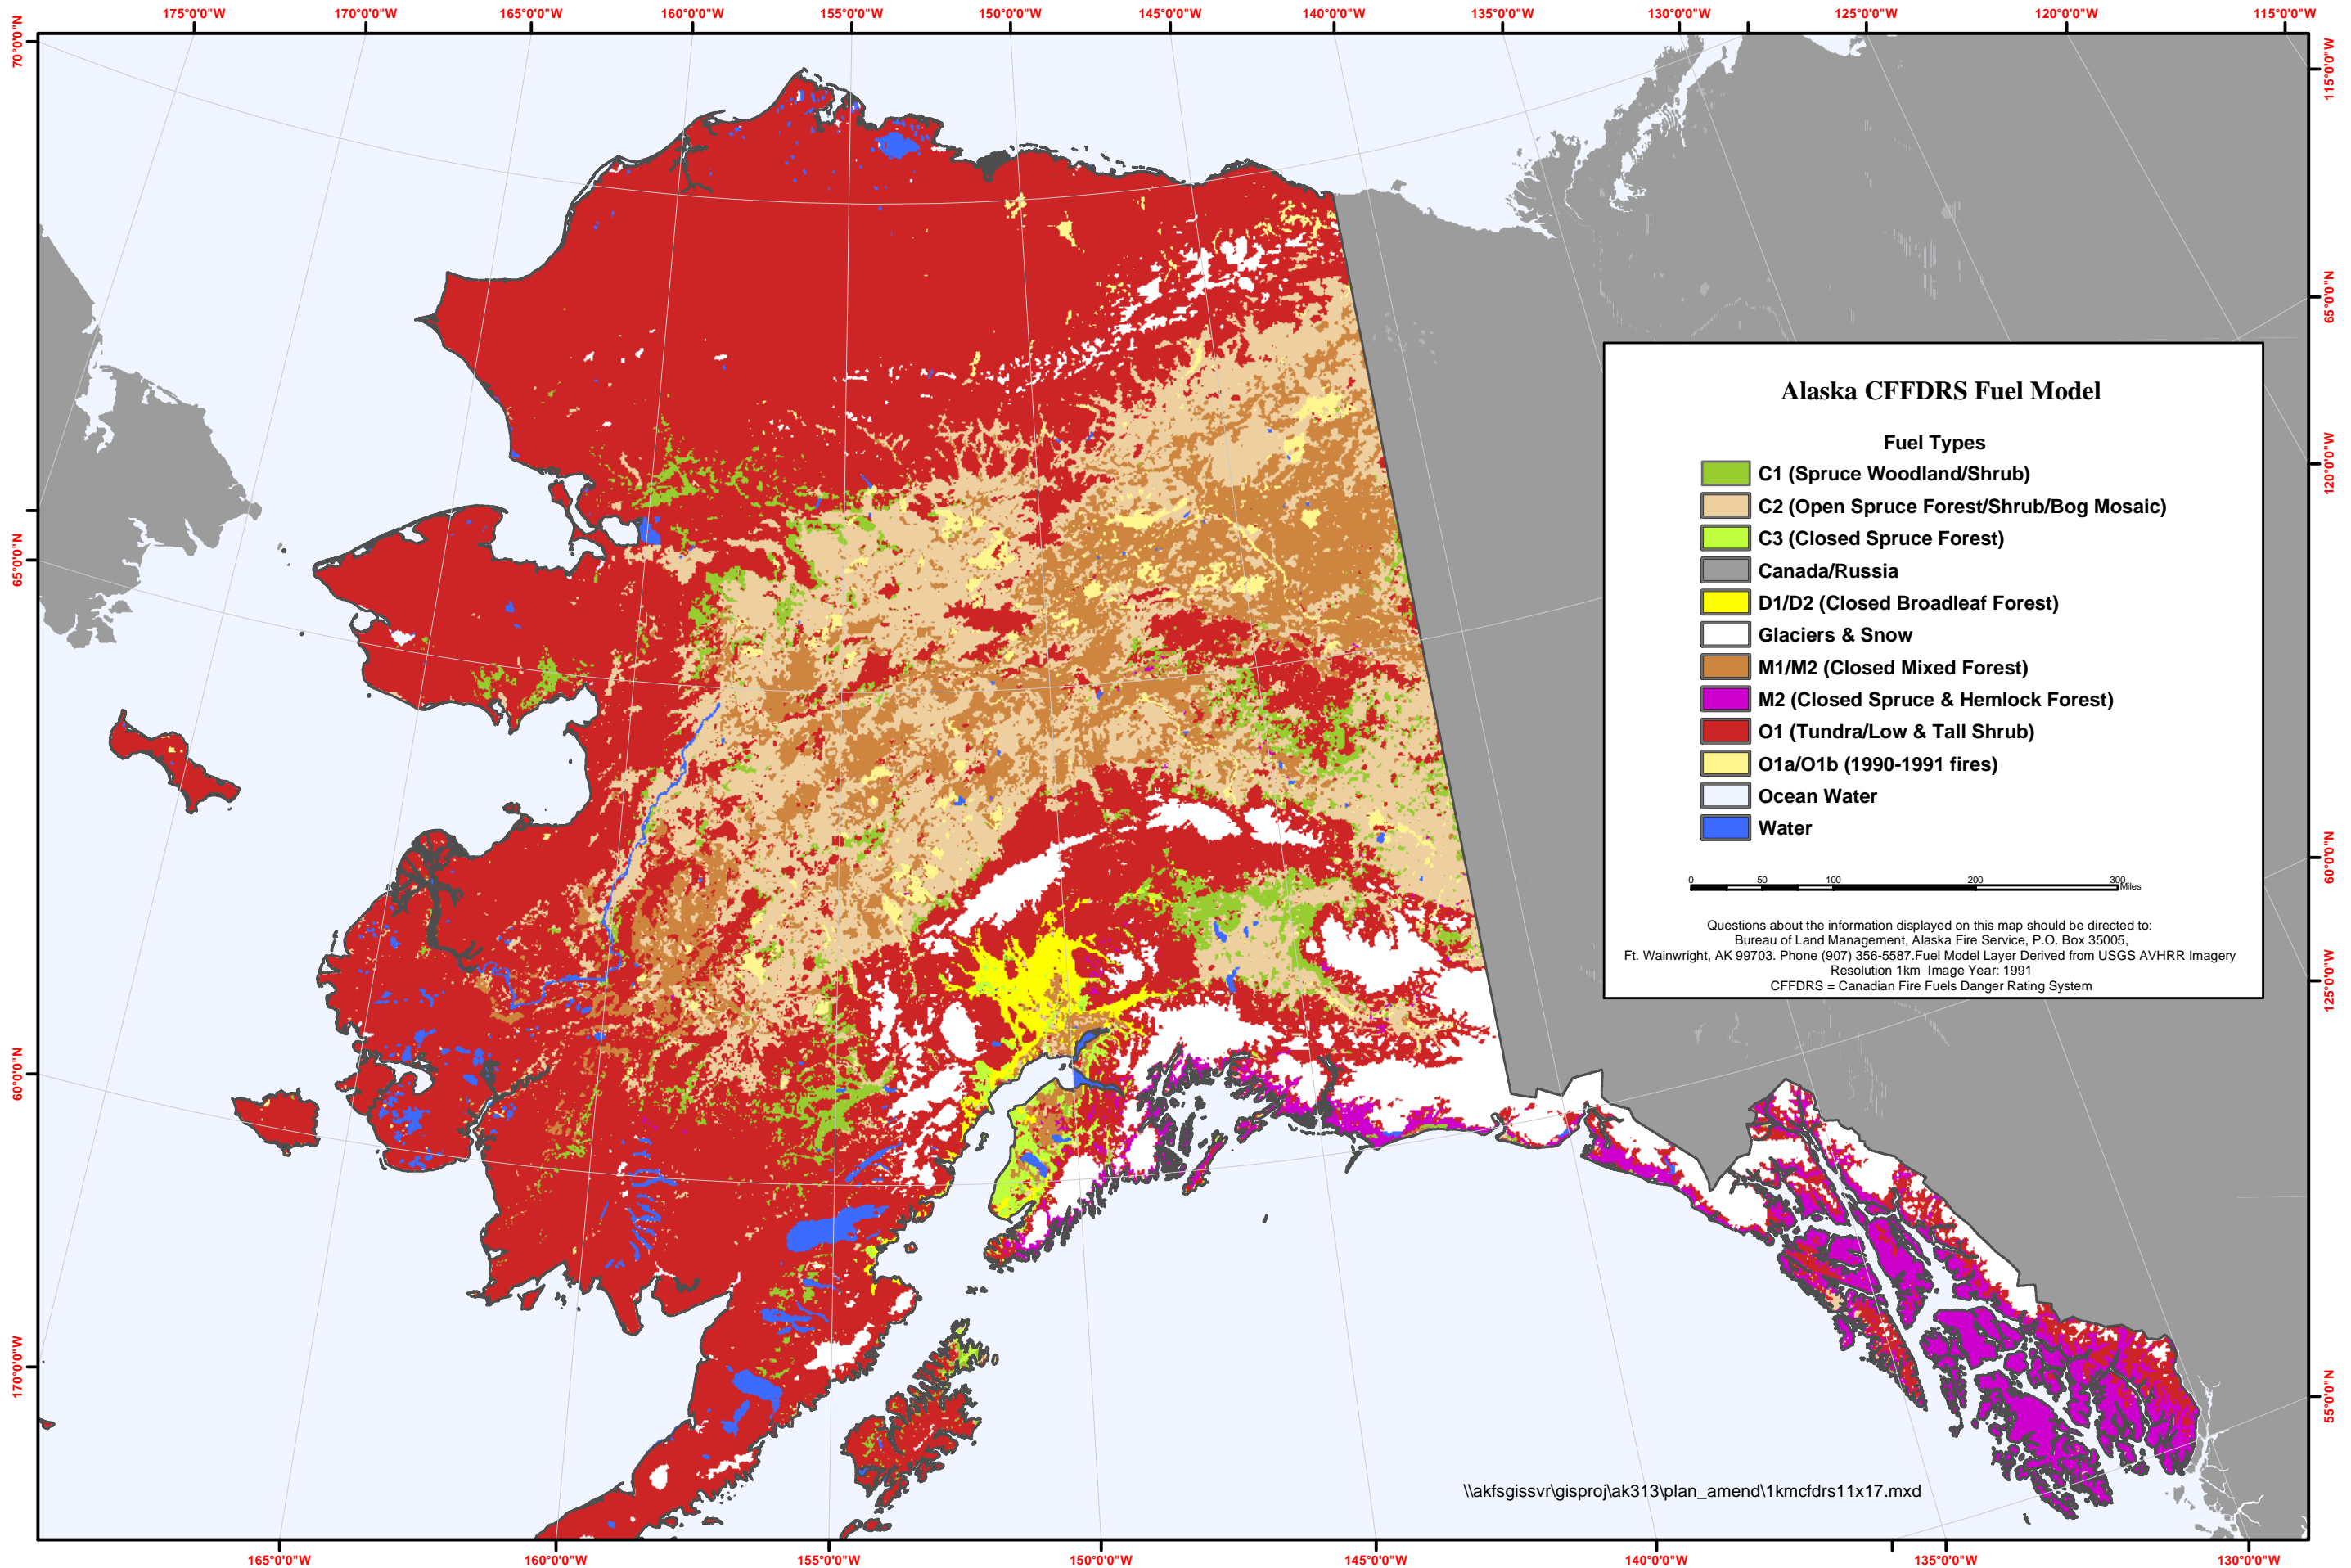 175°0'0"W 170°0'0"W 165°0'0"W 160°0'0"W 155°0'0"W 150°0'0"W 145°0'0"W 140°0'0"W 135°0'0"W 130°0'0"W 125°0'0"W 120°0'0"W 115°0'0"W
70°0'0"N
65°0'0"N
60°0'0"N
170°0'0"W
115°0'0"W
65°0'0"N
120°0'0"W
60°0'0"N
125°0'0"W
55°0'0"N
Alaska CFFDRS Fuel Model
Fuel Types
C1 (Spruce Woodland/Shrub)
C2 (Open Spruce Forest/Shrub/Bog Mosaic)
C3 (Closed Spruce Forest)
Canada/Russia
D1/D2 (Closed Broadleaf Forest)
Glaciers & Snow
M1/M2 (Closed Mixed Forest)
M2 (Closed Spruce & Hemlock Forest)
O1 (Tundra/Low & Tall Shrub)
O1a/O1b (1990-1991 fires)
Ocean Water
Water
0 50 100 200 300
Miles
Questions about the information displayed on this map should be directed to:
Bureau of Land Management, Alaska Fire Service, P.O. Box 35005,
Ft. Wainwright, AK 99703. Phone (907) 356-5587.Fuel Model Layer Derived from USGS AVHRR Imagery
Resolution 1km Image Year: 1991
CFFDRS = Canadian Fire Fuels Danger Rating System
\\akfsgissvr\gisproj\ak313\plan_amend\1kmcfdrs11x17.mxd
165°0'0"W 160°0'0"W 155°0'0"W 150°0'0"W 145°0'0"W 140°0'0"W 135°0'0"W 130°0'0"W